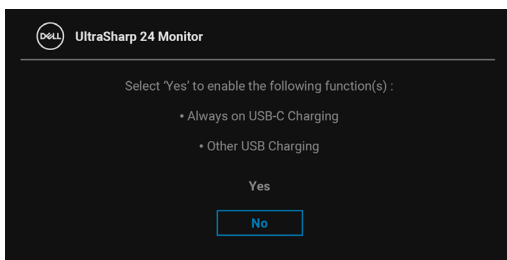 DELL
UltraSharp 24 Monitor
Select ‘Yes’ to enable the following function(s) :
• Always on USB-C Charging
• Other USB Charging
Yes
No